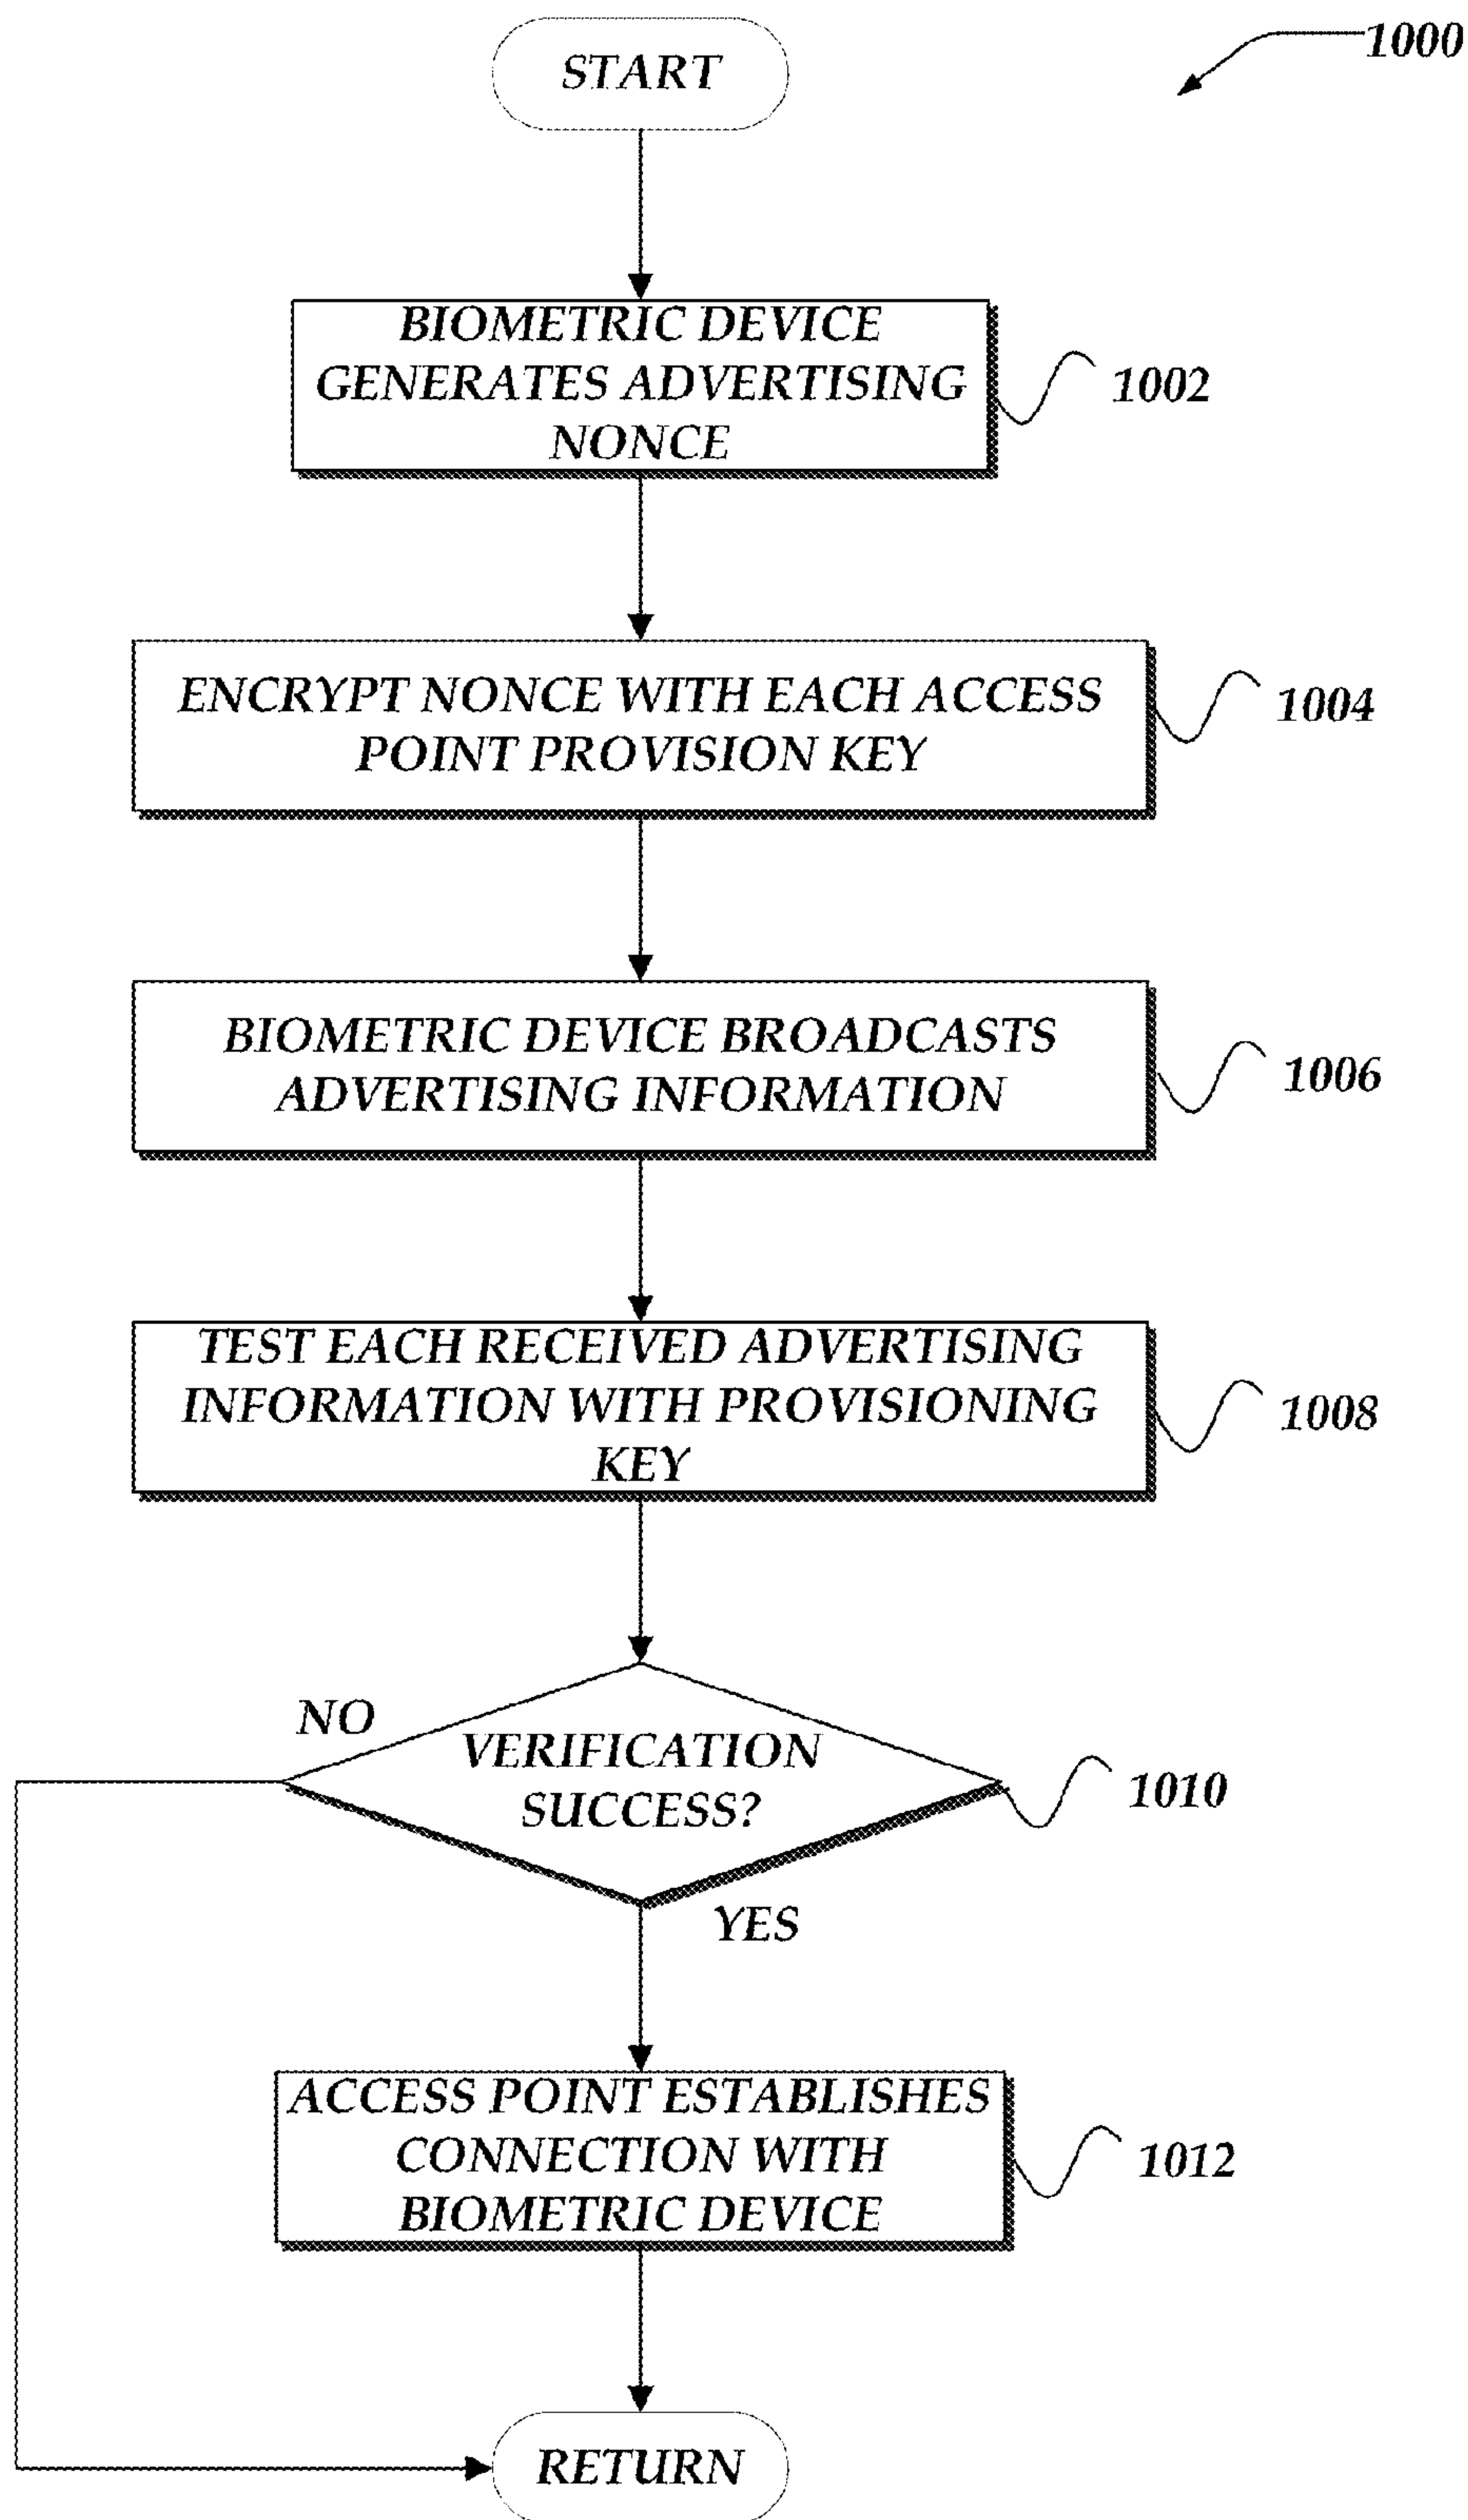 START
1000
BIOMETRIC DEVICE
GENERATES ADVERTISING
NONCE
1002
ENCRYPT NONCE WITH EACH ACCESS
POINT PROVISION KEY
1004
BIOMETRIC DEVICE BROADCASTS
ADVERTISING INFORMATION
1006
TEST EACH RECEIVED ADVERTISING
INFORMATION WITH PROVISIONING
KEY
1008
NO
VERIFICATION
SUCCESS?
1010
YES
ACCESS POINT ESTABLISHES
CONNECTION WITH
BIOMETRIC DEVICE
1012
RETURN